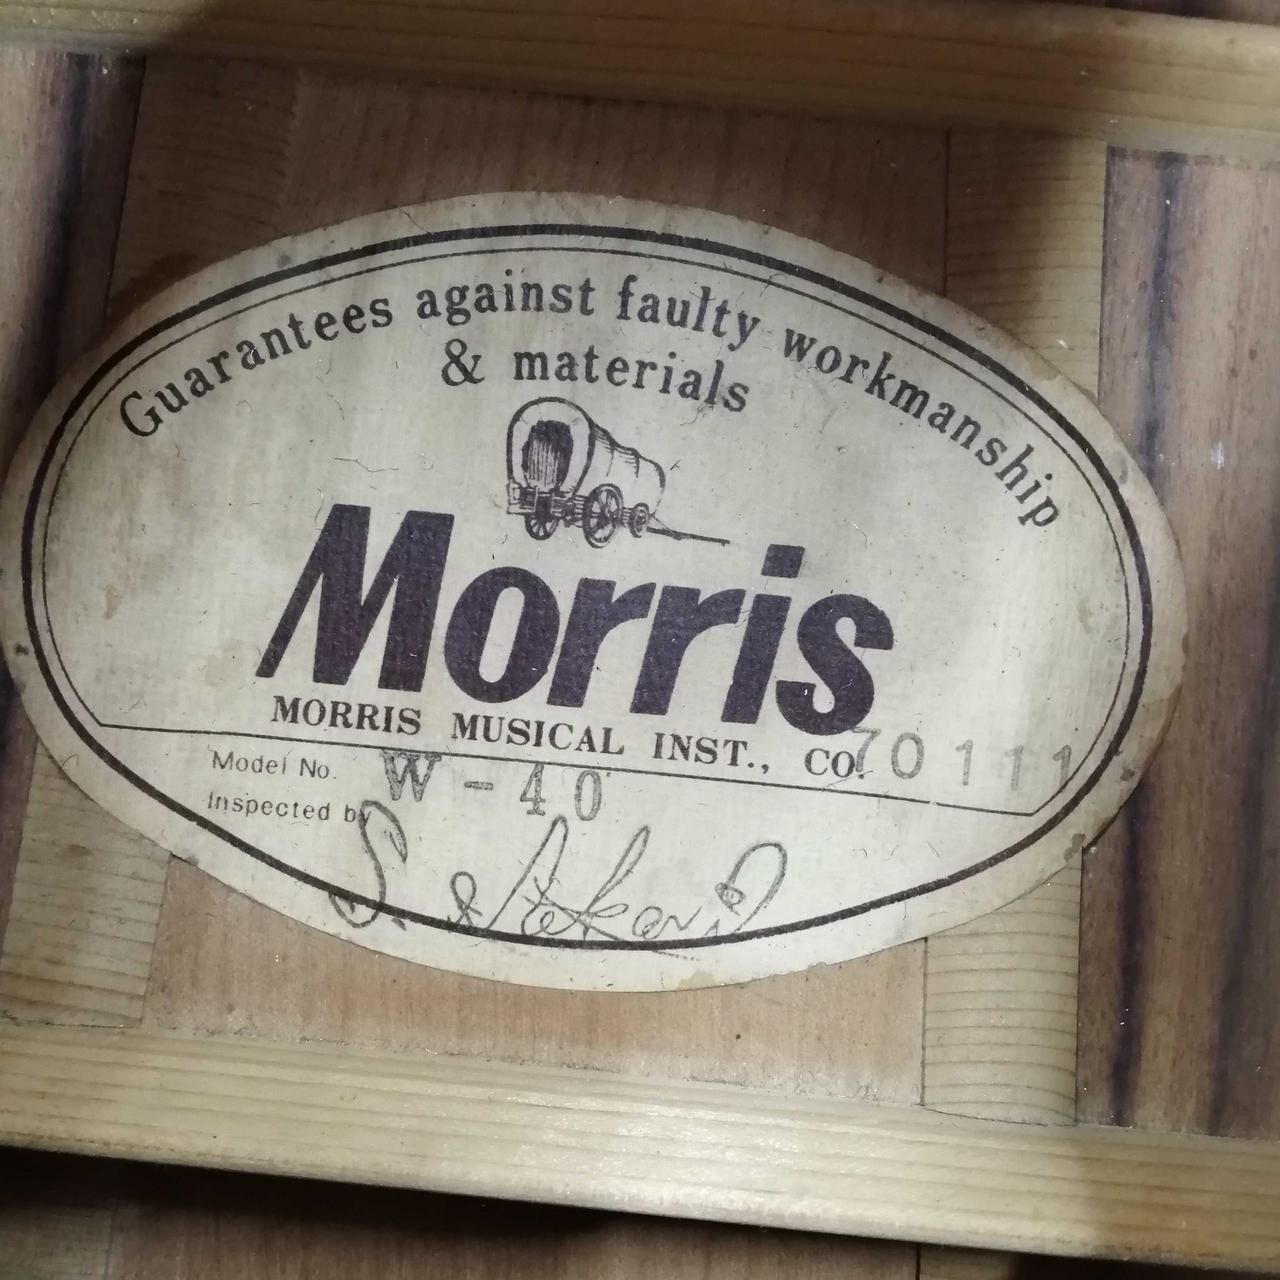 Guarantees against faulty workmanship
& materials
Morris
MORRIS MUSICAL INST., CO.
70111
Model No. W-40
Inspected by